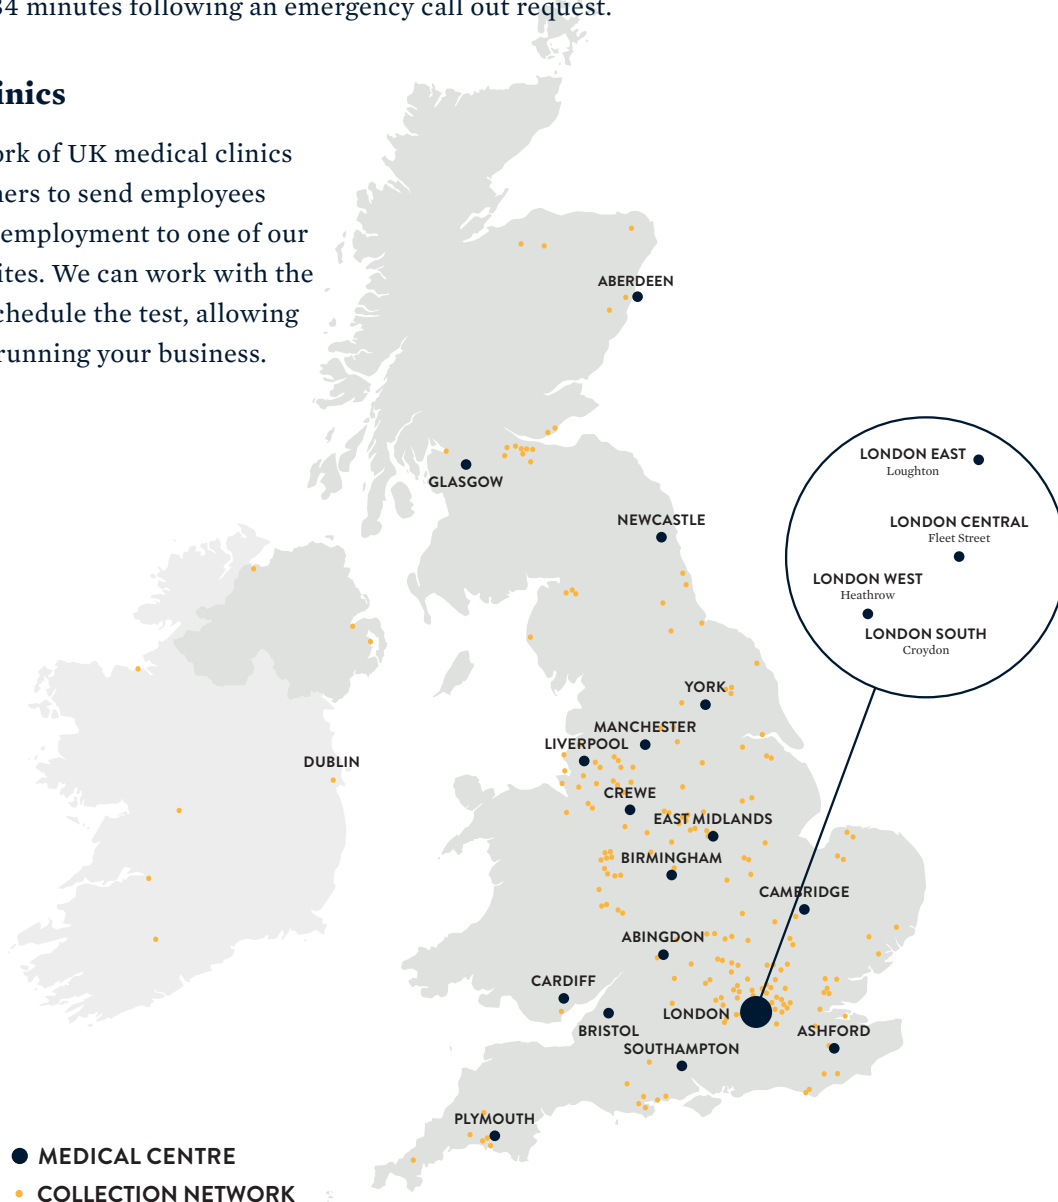 34 minutes following an emergency call out request.
inics
ork of UK medical clinics
ners to send employees
employment to one of our
ites. We can work with the
chedule the test, allowing
running your business.
ABERDEEN
GLASGOW
NEWCASTLE
LONDON EAST
Loughton
LONDON CENTRAL
Fleet Street
LONDON WEST
Heathrow
LONDON SOUTH
Croydon
YORK
MANCHESTER
LIVERPOOL
DUBLIN
CREWE
EAST MIDLANDS
BIRMINGHAM
CAMBRIDGE
ABINGDON
CARDIFF
LONDON
BRISTOL
ASHFORD
SOUTHAMPTON
PLYMOUTH
MEDICAL CENTRE
COLLECTION NETWORK